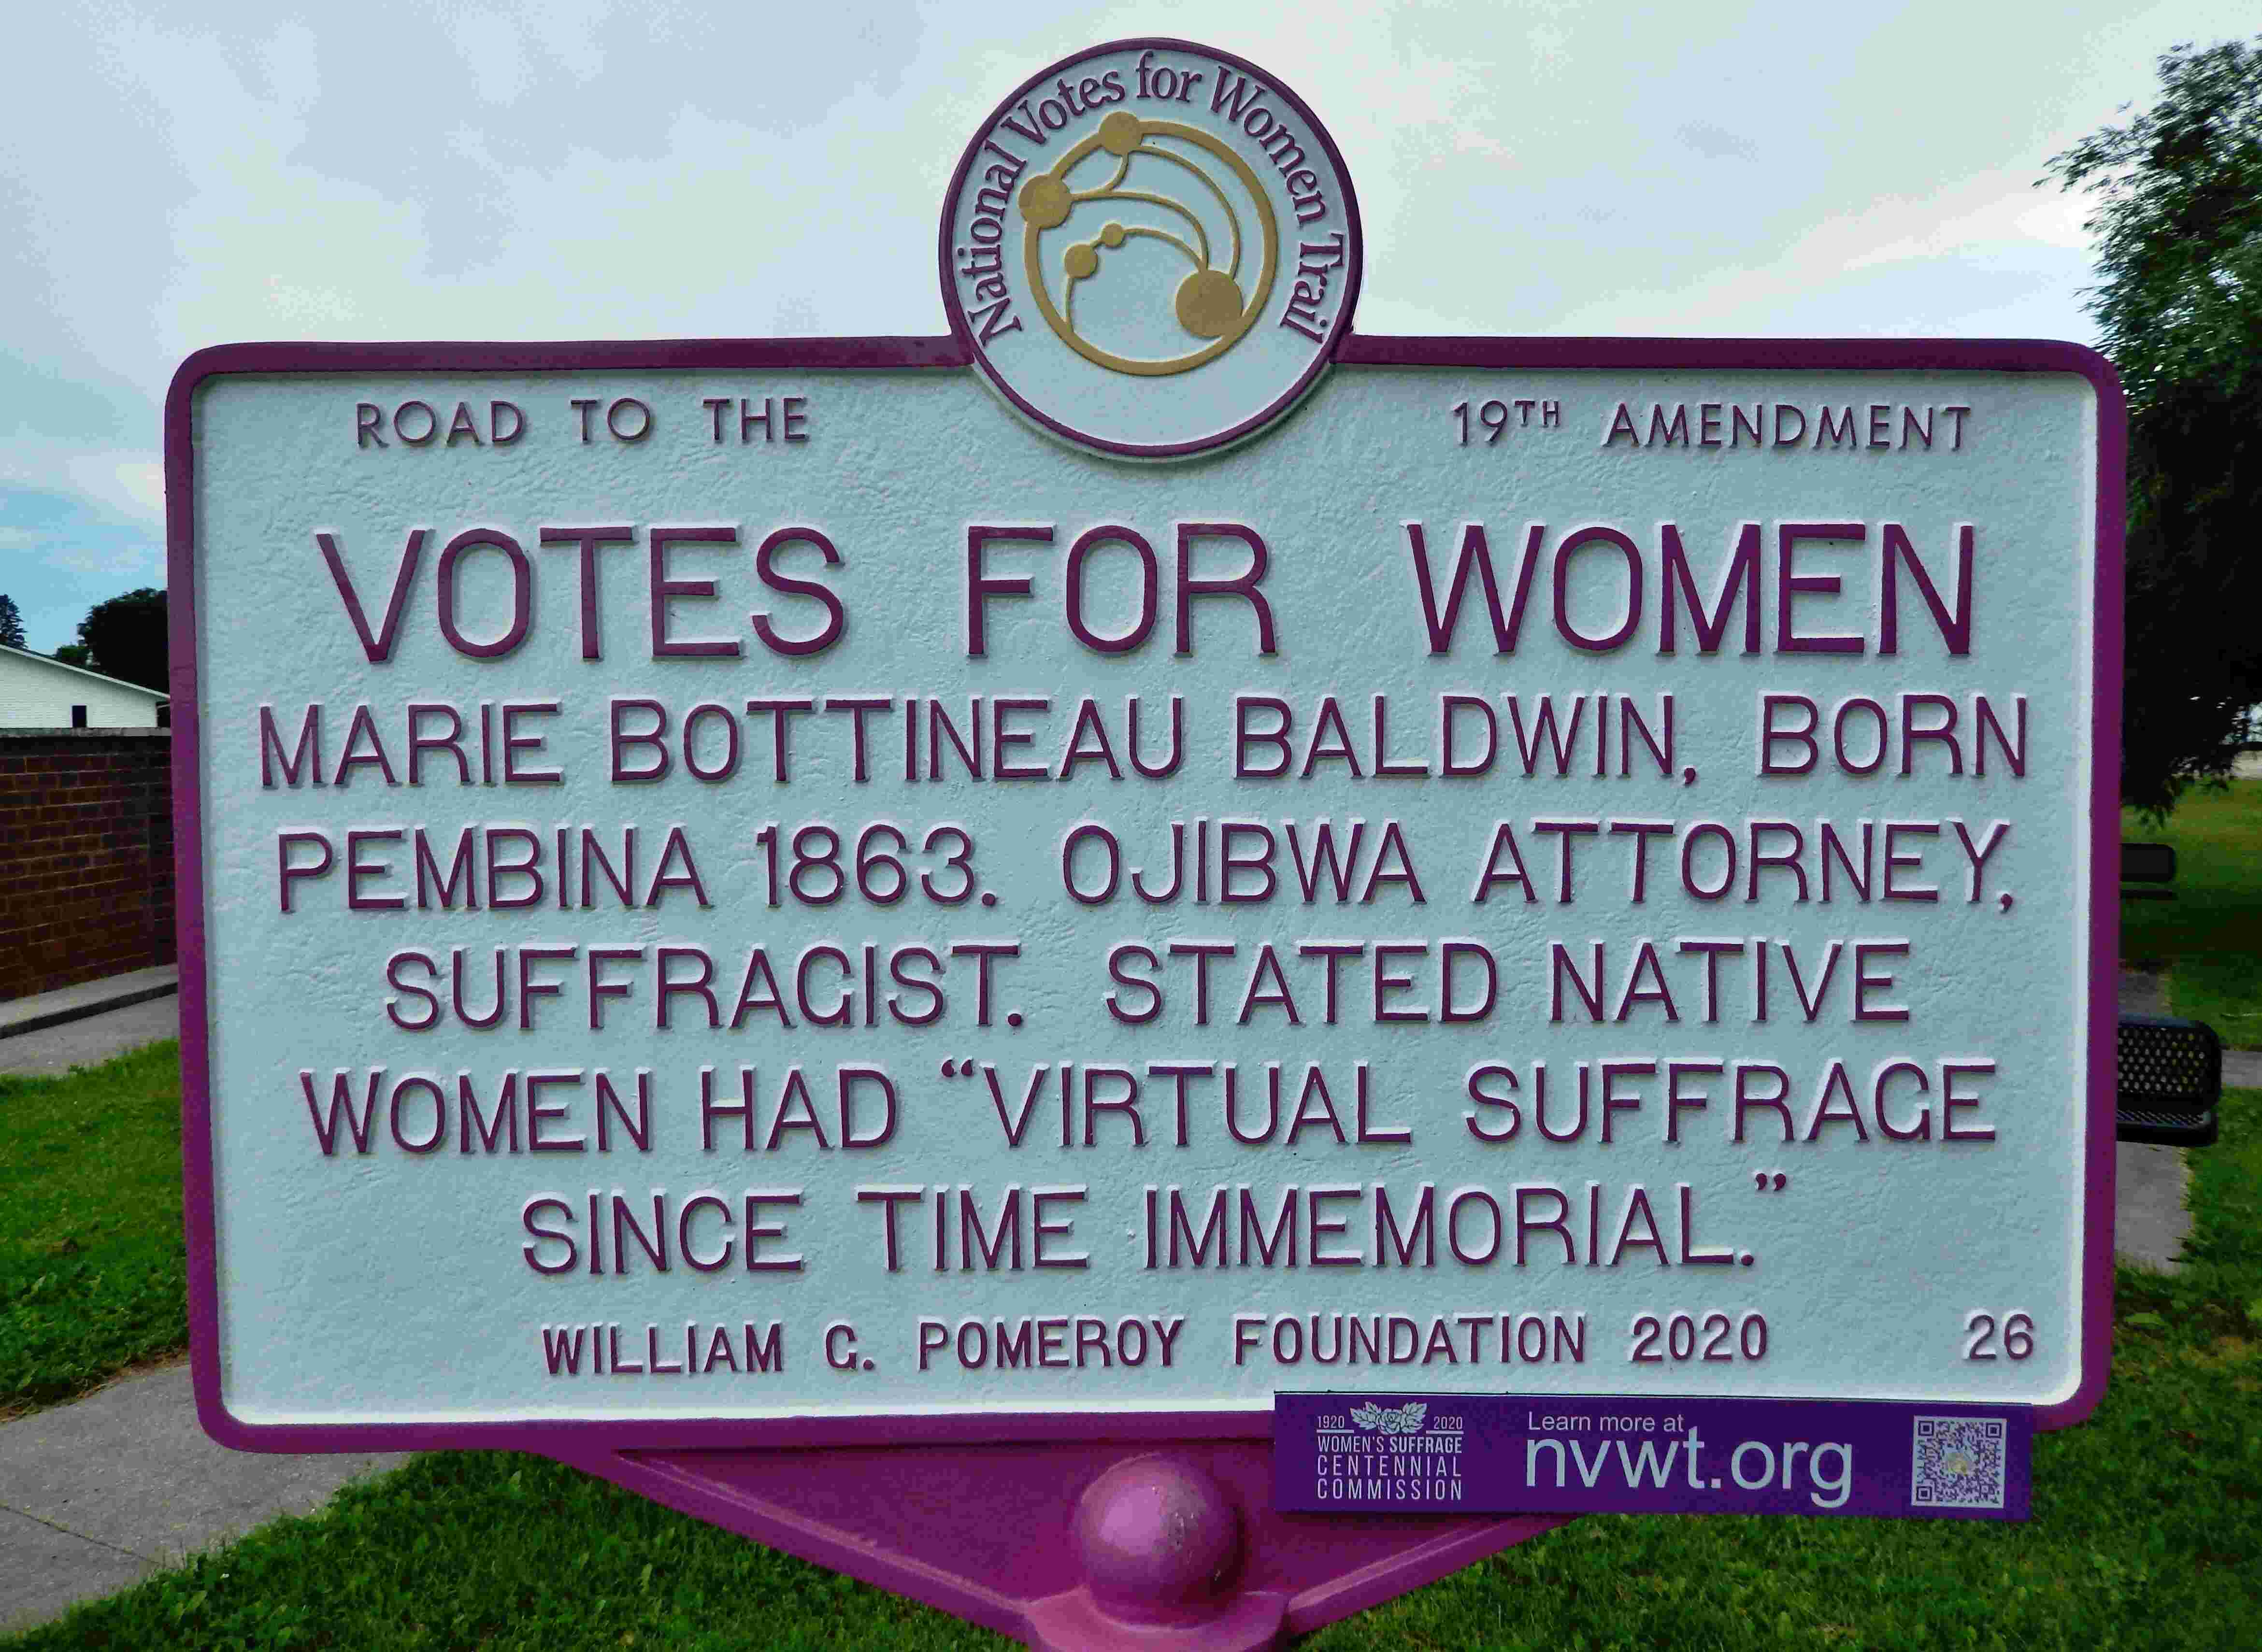 National Votes for Women Trail
ROAD TO THE 19TH AMENDMENT
VOTES FOR WOMEN
MARIE BOTTINEAU BALDWIN, BORN
PEMBINA 1863. OJIBWA ATTORNEY,
SUFFRAGIST. STATED NATIVE
WOMEN HAD “VIRTUAL SUFFRAGE
SINCE TIME IMMEMORIAL.”
WILLIAM G. POMEROY FOUNDATION 2020 26
1920 2020
WOMEN'S SUFFRAGE
CENTENNIAL
COMMISSION
Learn more at
nvwt.org